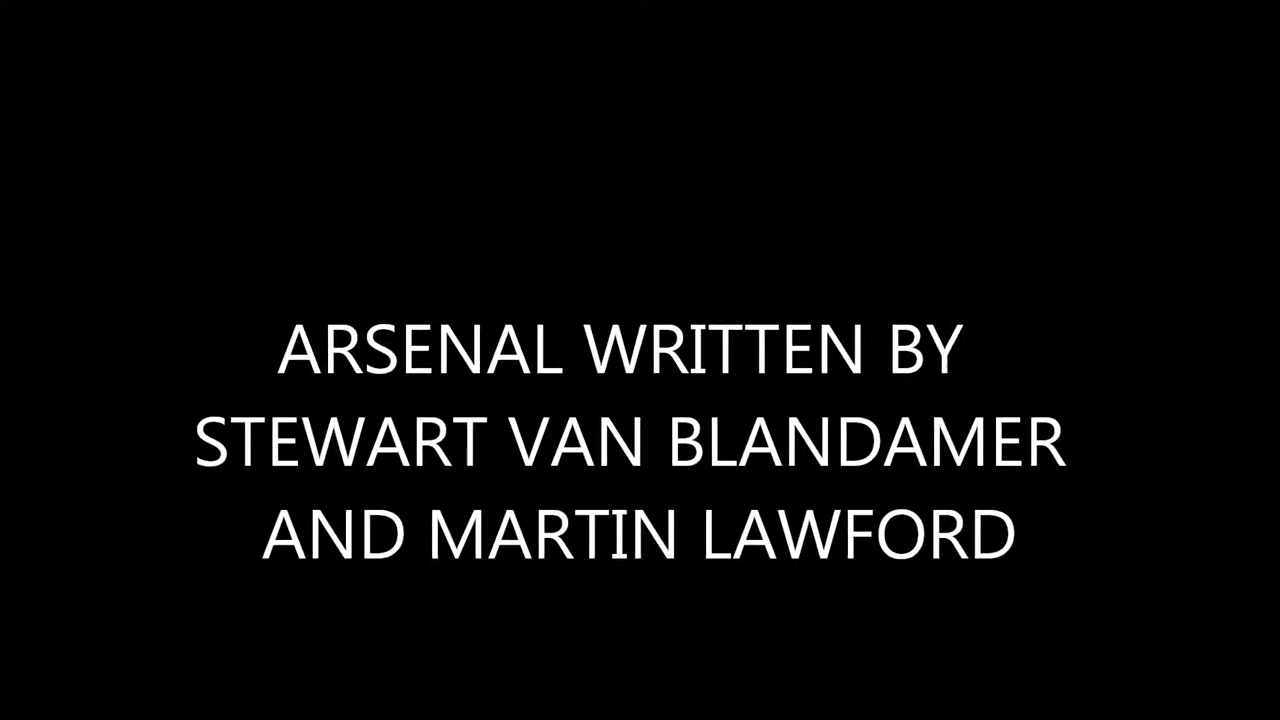 ARSENAL WRITTEN BY
STEWART VAN BLANDAMER
AND MARTIN LAWFORD